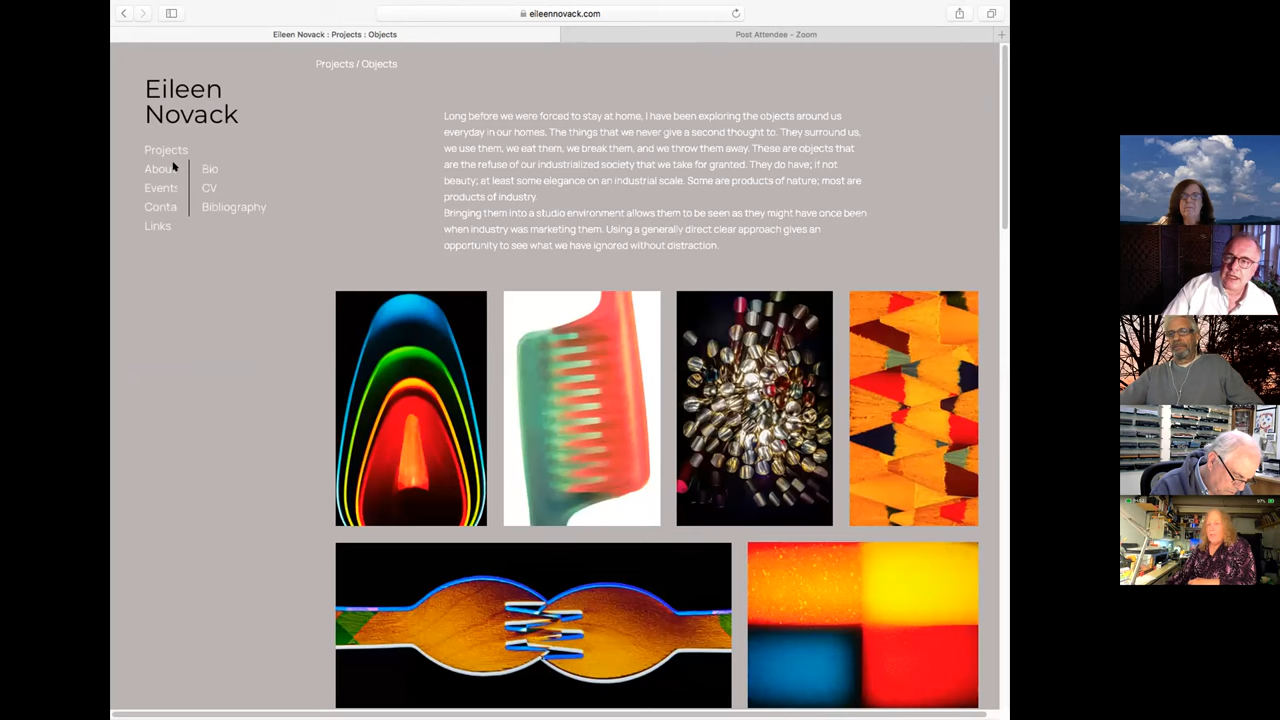 eileennovack.com
Eileen Novack : Projects : Objects
Post Attendee - Zoom
Projects / Objects
Eileen
Novack
Projects
About
Bio
Events
CV
Conta
Bibliography
Links
Long before we were forced to stay at home, I have been exploring the objects around us
everyday in our homes. The things that we never give a second thought to. They surround us,
we use them, we eat them, we break them, and we throw them away. These are objects that
are the refuse of our industrialized society that we take for granted. They do have; if not
beauty; at least some elegance on an industrial scale. Some are products of nature; most are
products of industry.
Bringing them into a studio environment allows them to be seen as they might have once been
when industry was marketing them. Using a generally direct clear approach gives an
opportunity to see what we have ignored without distraction.
97%